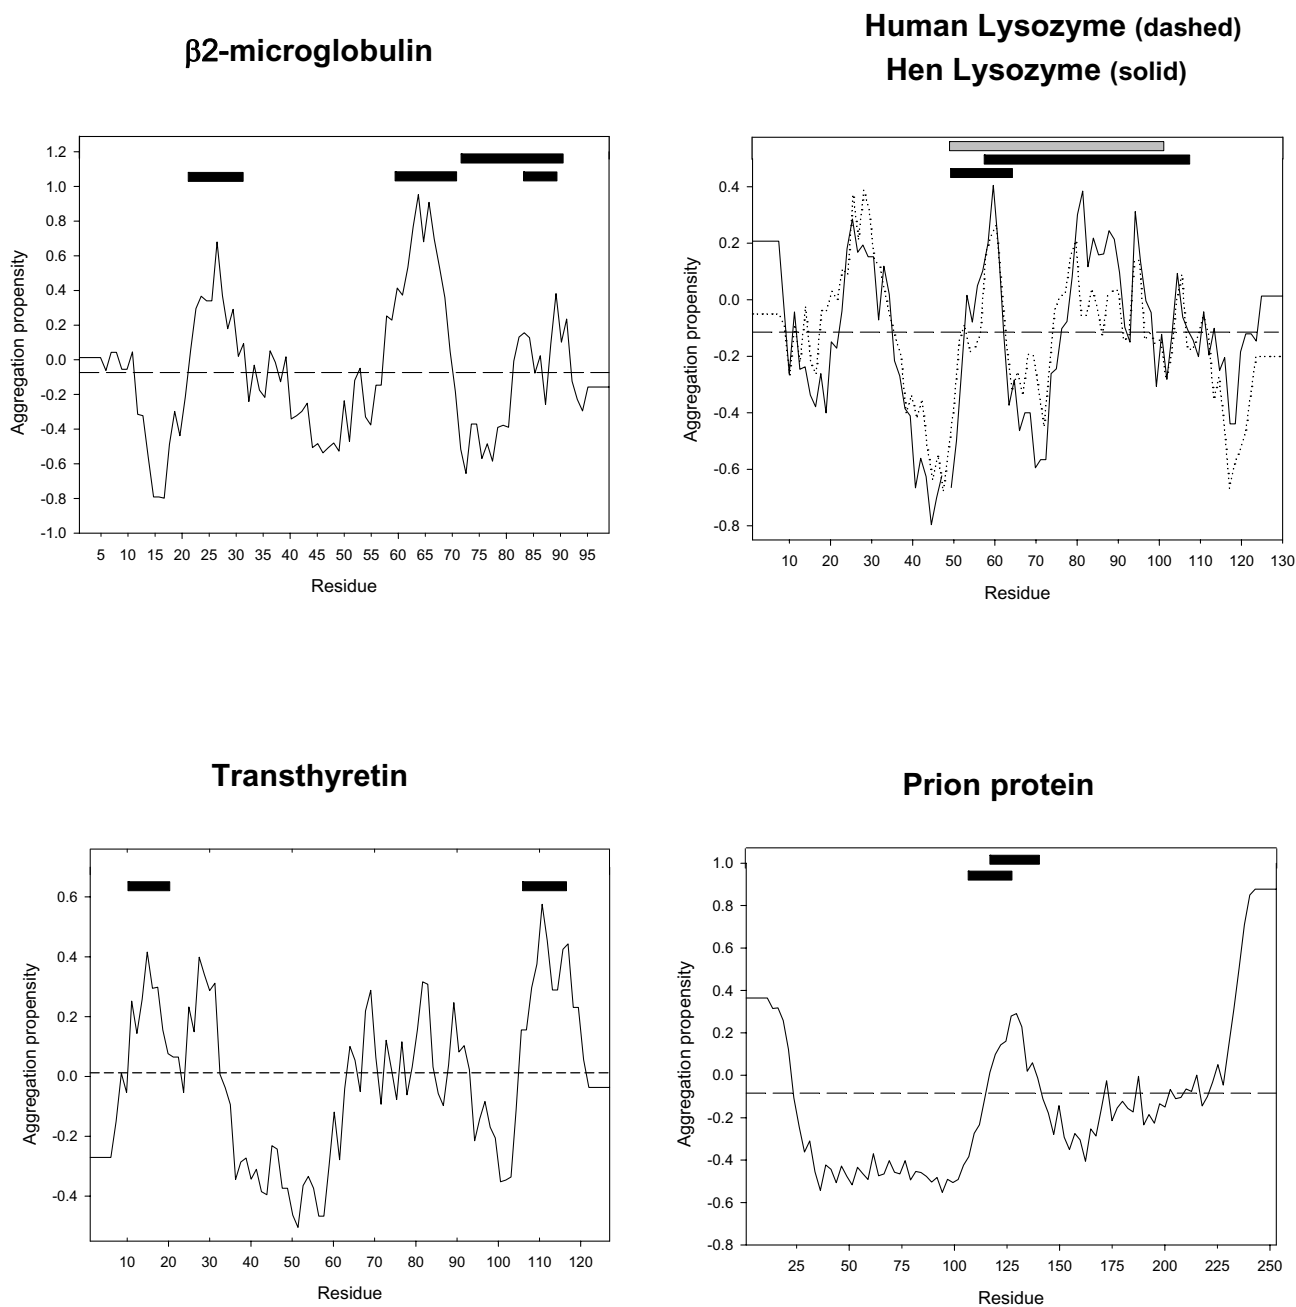 β2-microglobulin
Aggregation propensity
1.2
1.0
0.8
0.6
0.4
0.2
0.0
-0.2
-0.4
-0.6
-0.8
-1.0
5 10 15 20 25 30 35 40 45 50 55 60 65 70 75 80 85 90 95
Residue
Human Lysozyme (dashed)
Hen Lysozyme (solid)
Aggregation propensity
0.4
0.2
0.0
-0.2
-0.4
-0.6
-0.8
10 20 30 40 50 60 70 80 90 100 110 120 130
Residue
Transthyretin
Aggregation propensity
0.6
0.4
0.2
0.0
-0.2
-0.4
10 20 30 40 50 60 70 80 90 100 110 120
Residue
Prion protein
Aggregation propensity
1.0
0.8
0.6
0.4
0.2
0.0
-0.2
-0.4
-0.6
-0.8
25 50 75 100 125 150 175 200 225 250
Residue